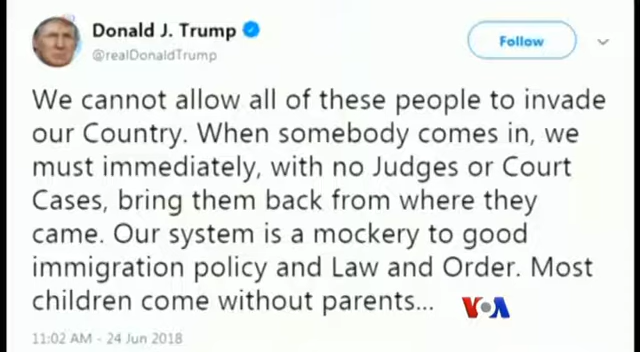 Donald J. Trump
@realDonaldTrump
Follow
We cannot allow all of these people to invade
our Country. When somebody comes in, we
must immediately, with no Judges or Court
Cases, bring them back from where they
came. Our system is a mockery to good
immigration policy and Law and Order. Most
children come without parents...
VOA
11:02 AM - 24 Jun 2018